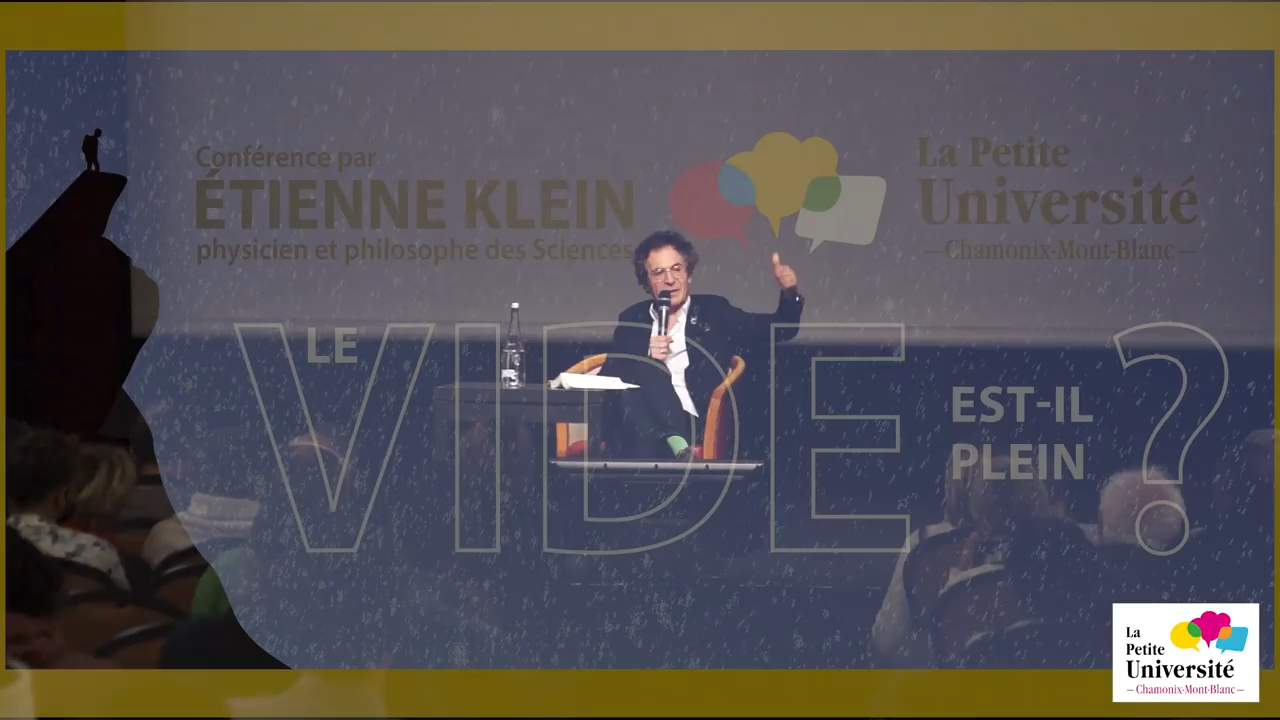 Conférence par
ÉTIENNE KLEIN
physicien et philosophe des Sciences
La Petite
Université
— Chamonix-Mont-Blanc —
LE
VIDE
EST-IL
PLEIN
?
La
Petite
Université
— Chamonix-Mont-Blanc —